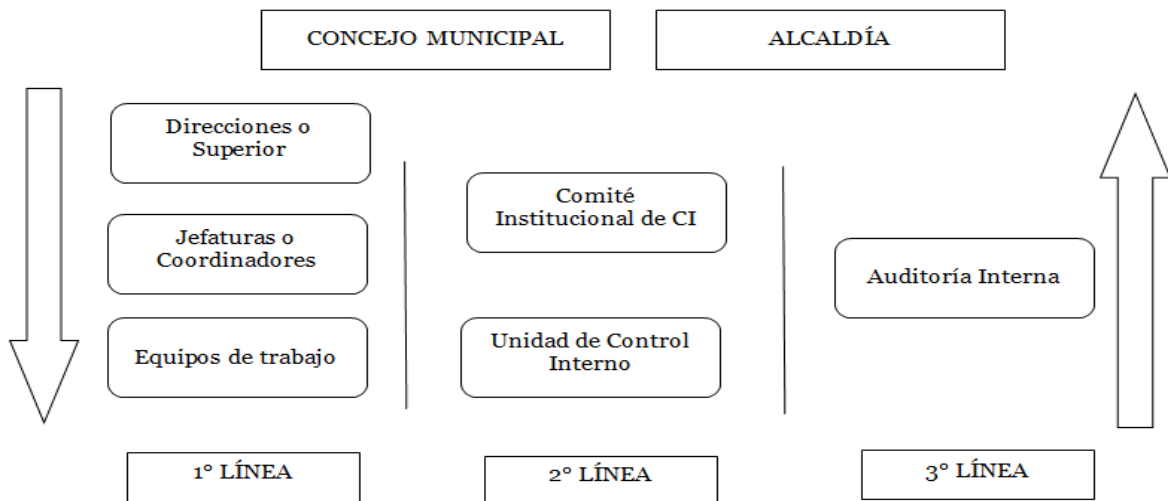 CONCEJO MUNICIPAL
ALCALDÍA
Direcciones o
Superior
Jefaturas o
Coordinadores
Equipos de trabajo
Comité
Institucional de CI
Unidad de Control
Interno
Auditoría Interna
1° LÍNEA
2° LÍNEA
3° LÍNEA